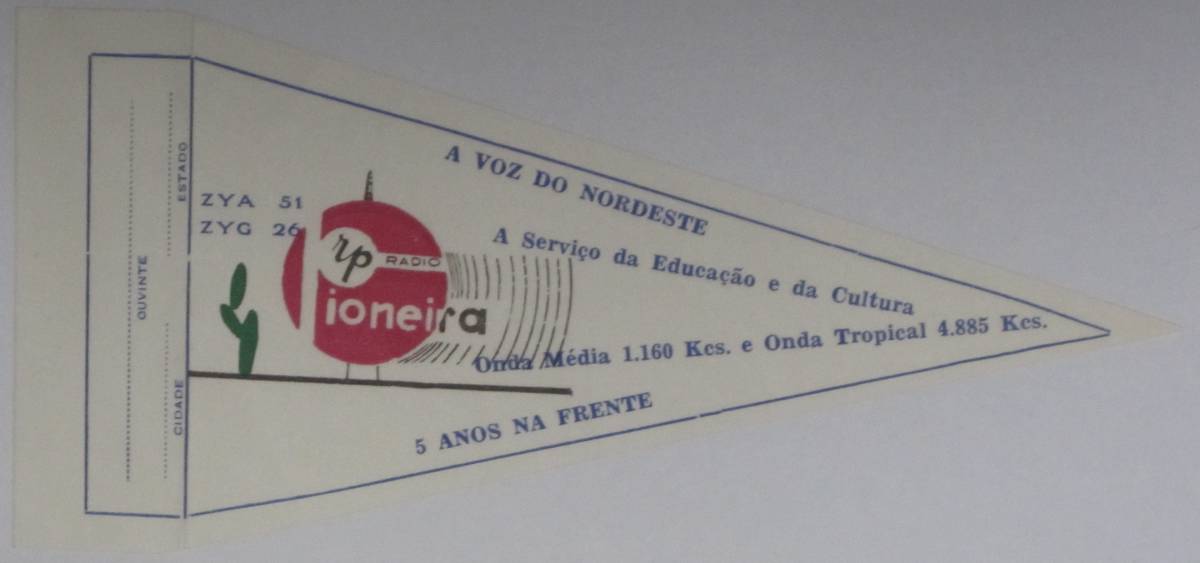 OUVINTE
ESTADO
CIDADE
ZYA 51
ZYG 26
rp RADIO
ioneira
A VOZ DO NORDESTE
A Serviço da Educação e da Cultura
Onda Média 1.160 Kcs. e Onda Tropical 4.885 Kcs.
5 ANOS NA FRENTE